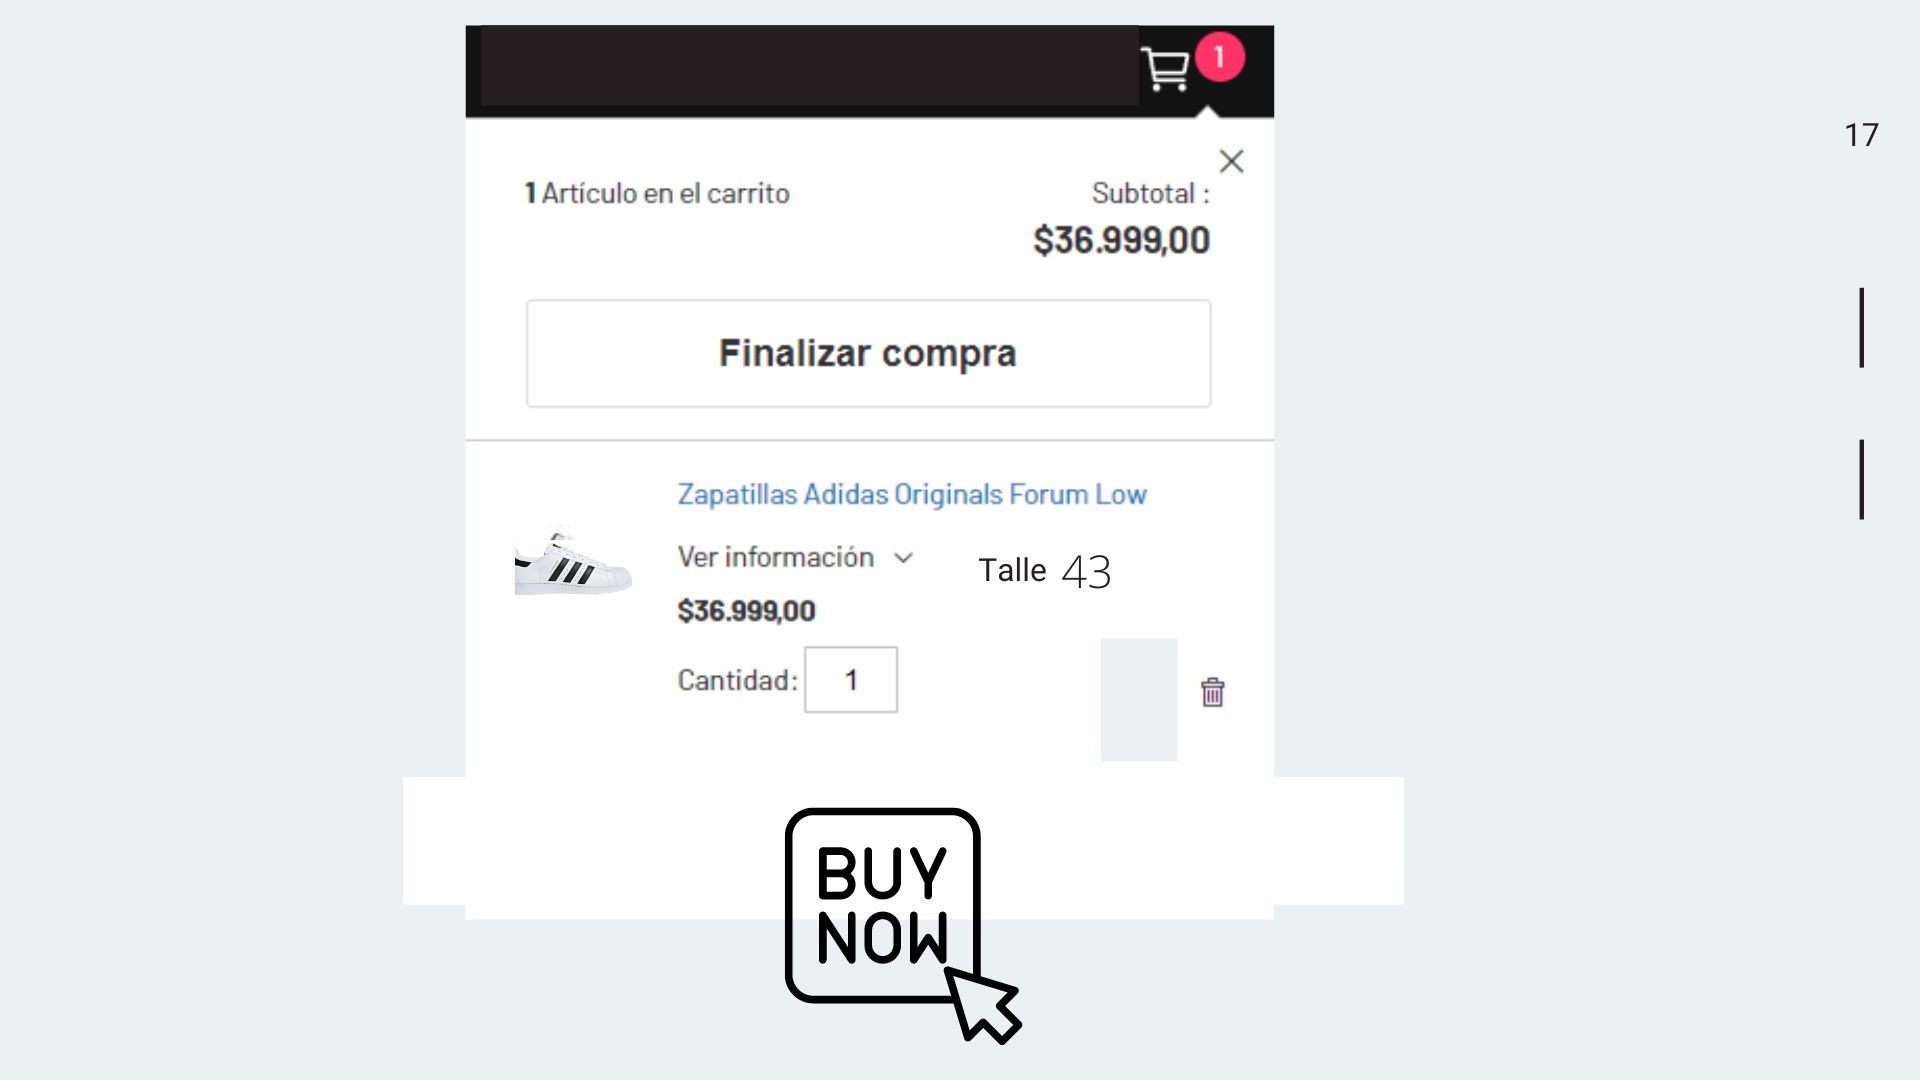 1
17
1 Artículo en el carrito
Subtotal :
$36.999,00
Finalizar compra
Zapatillas Adidas Originals Forum Low
Ver información
Talle 43
$36.999,00
Cantidad: 1
BUY
NOW